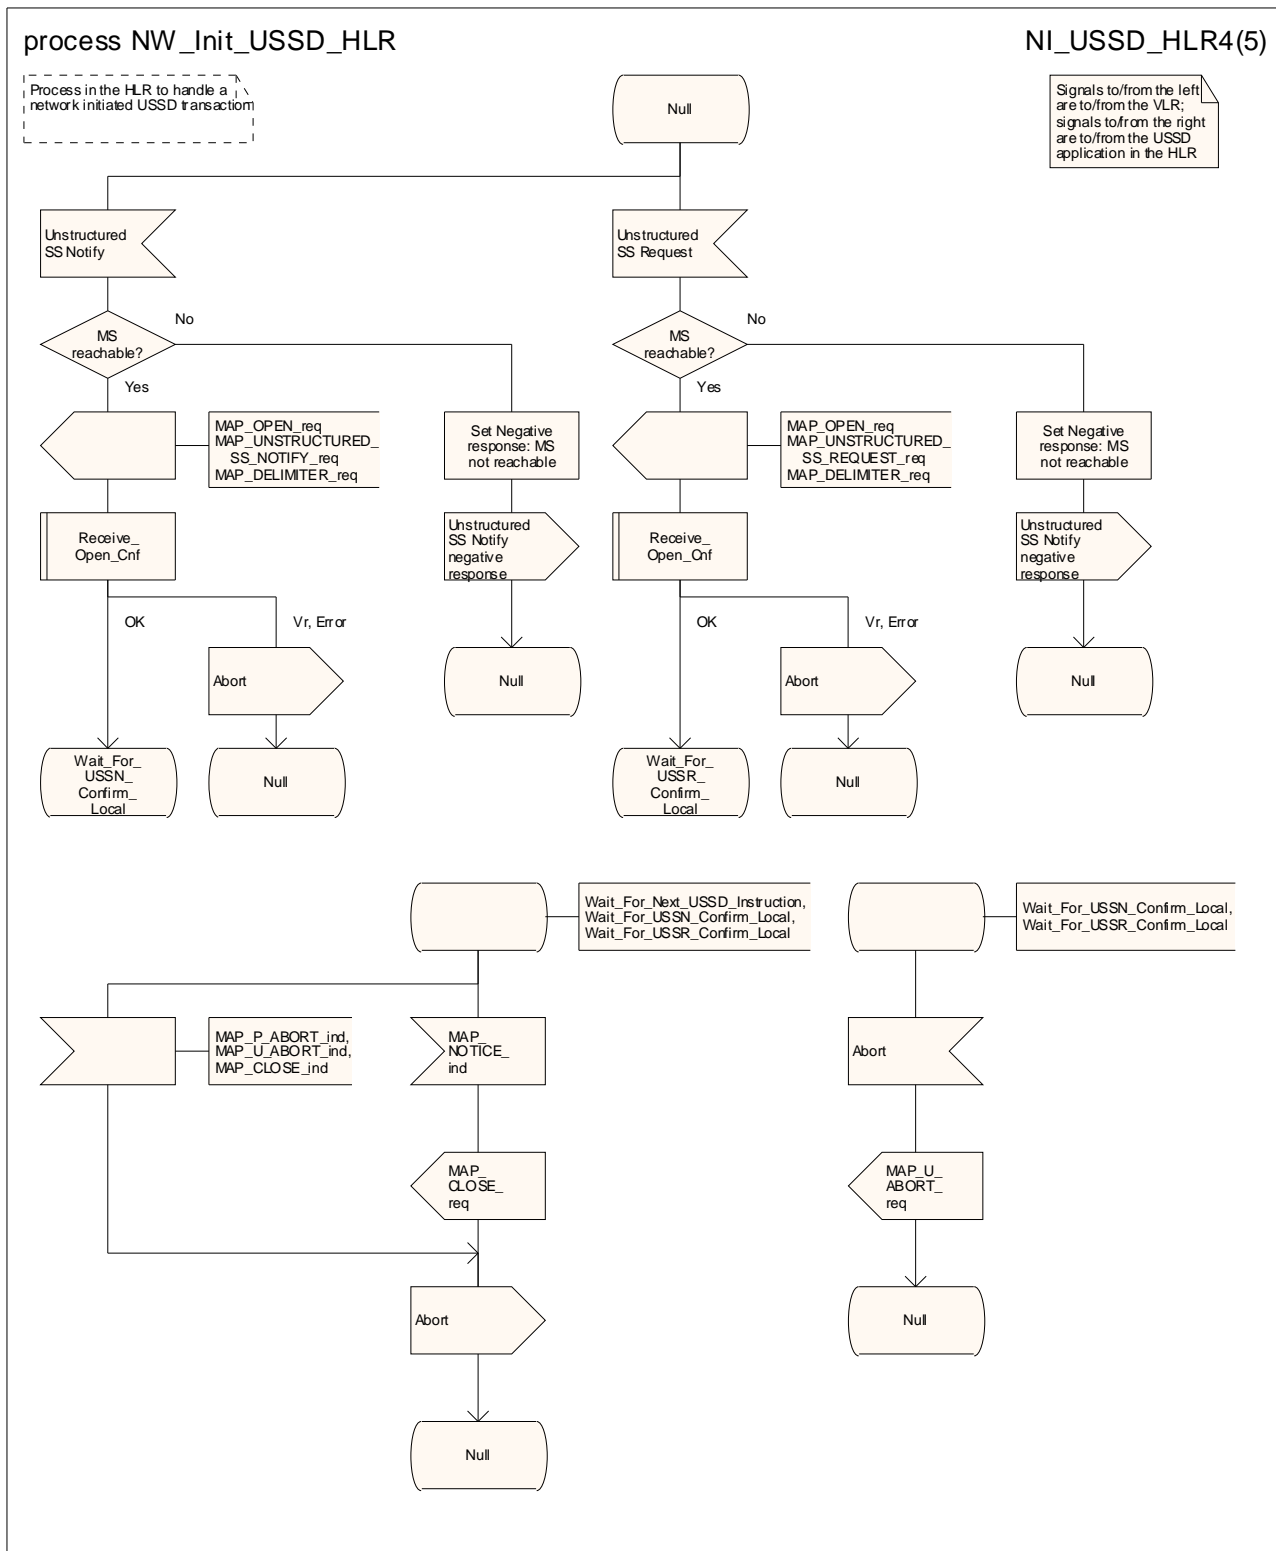 process NW_Init_USSD_HLR
NI_USSD_HLR4(5)
Process in the HLR to handle a
network initiated USSD transaction
Null
Signals to/from the left
are to/from the VLR;
signals to/from the right
are to/from the USSD
application in the HLR
Unstructured
SS Notify
Unstructured
SS Request
MS
reachable?
No
Yes
MS
reachable?
No
Yes
MAP_OPEN_req
MAP_UNSTRUCTURED_
SS_NOTIFY_req
MAP_DELIMITER_req
Set Negative
response: MS
not reachable
MAP_OPEN_req
MAP_UNSTRUCTURED_
SS_REQUEST_req
MAP_DELIMITER_req
Set Negative
response: MS
not reachable
Receive_
Open_Cnf
Unstructured
SS Notify
negative
response
Receive_
Open_Cnf
Unstructured
SS Notify
negative
response
OK
Vr, Error
OK
Vr, Error
Abort
Null
Abort
Null
Wait_For_
USSN_
Confirm_
Local
Null
Wait_For_
USSR_
Confirm_
Local
Null
Wait_For_Next_USSD_Instruction,
Wait_For_USSN_Confirm_Local,
Wait_For_USSR_Confirm_Local
Wait_For_USSN_Confirm_Local,
Wait_For_USSR_Confirm_Local
MAP_P_ABORT_ind,
MAP_U_ABORT_ind,
MAP_CLOSE_ind
MAP_
NOTICE_
ind
Abort
MAP_
CLOSE_
req
MAP_U_
ABORT_
req
Abort
Null
Null